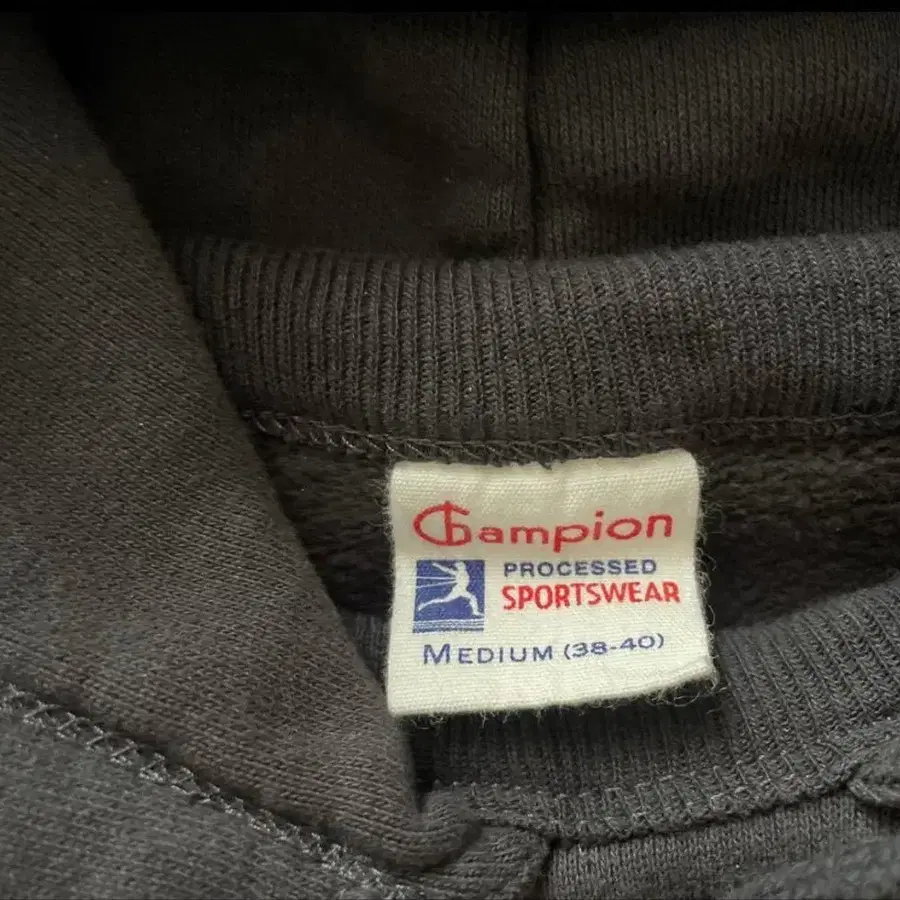 Champion
PROCESSED
SPORTSWEAR
MEDIUM (38-40)